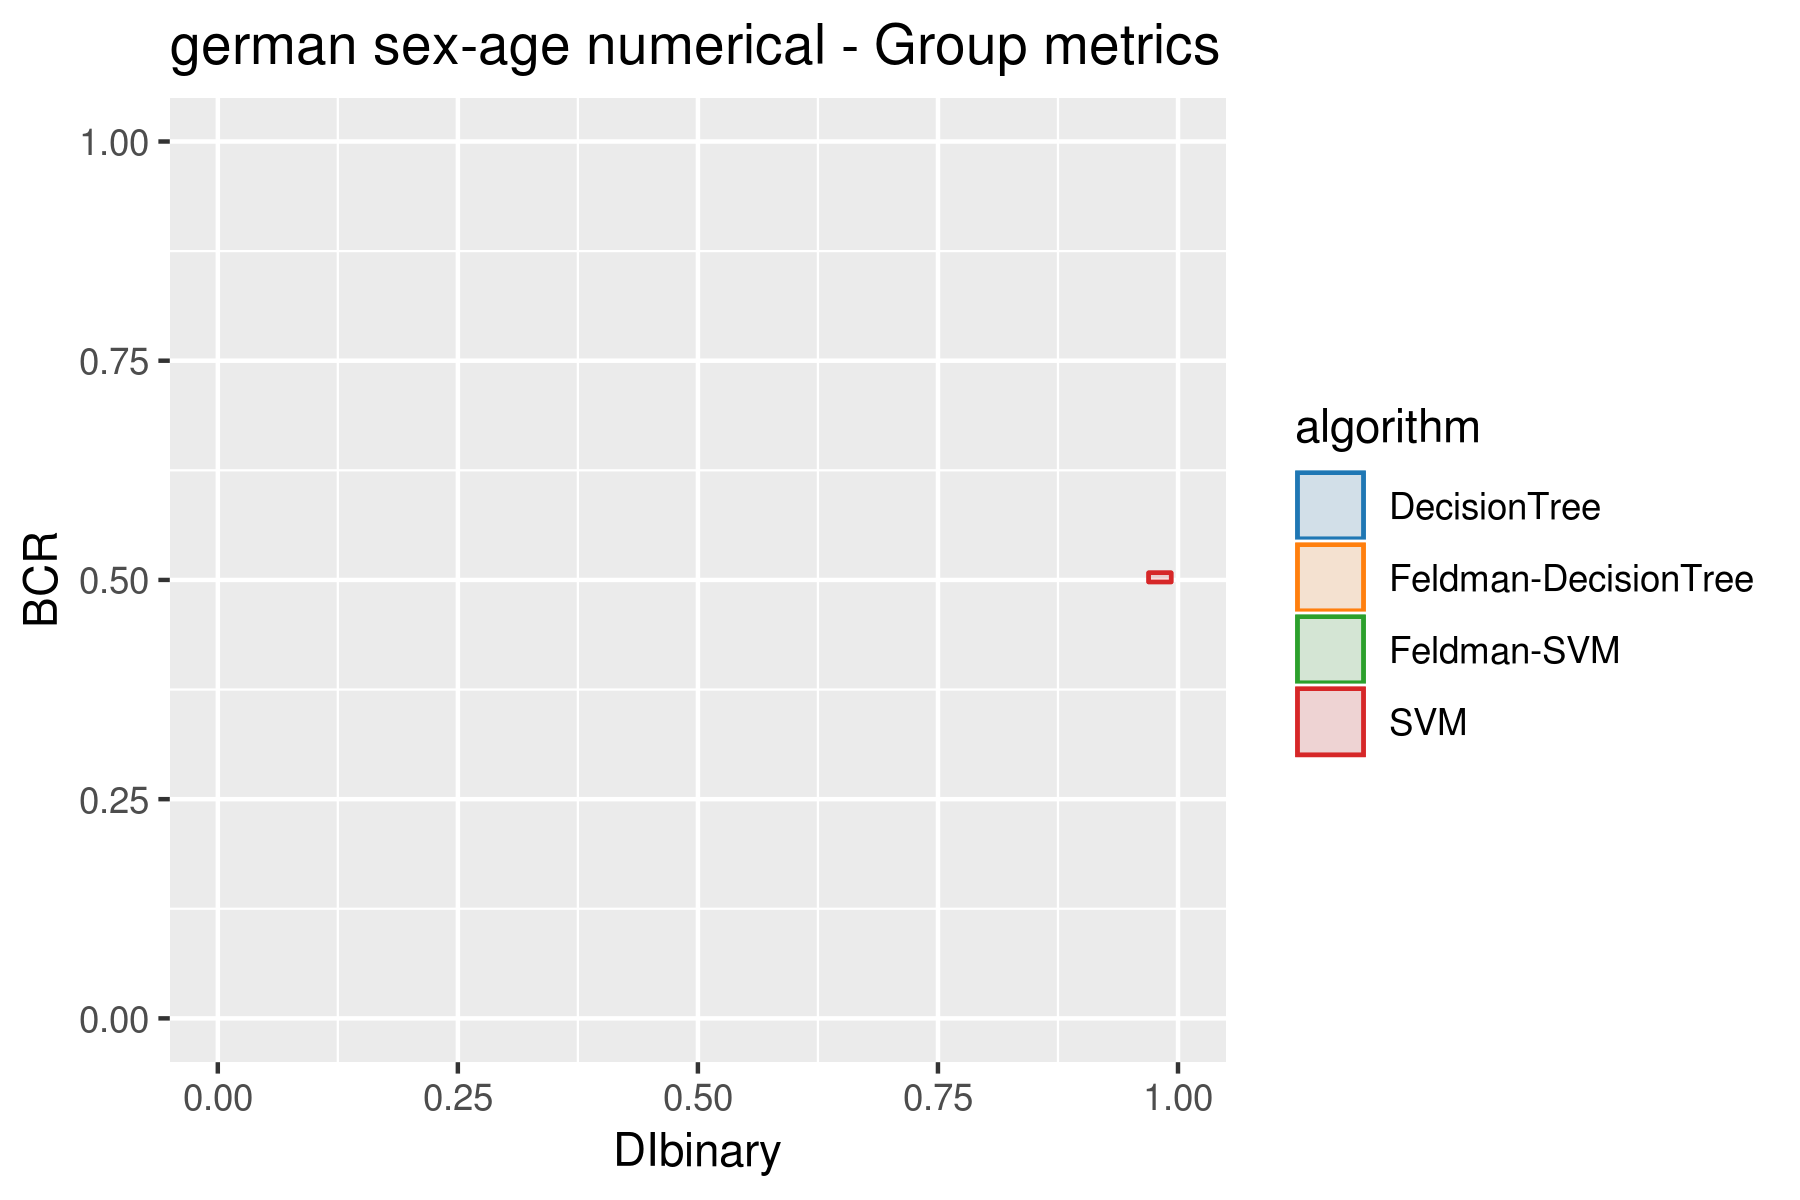 german sex-age numerical - Group metrics
BCR
1.00
0.75
0.50
0.25
0.00
0.00 0.25 0.50 0.75 1.00
DIbinary
algorithm
DecisionTree
Feldman-DecisionTree
Feldman-SVM
SVM